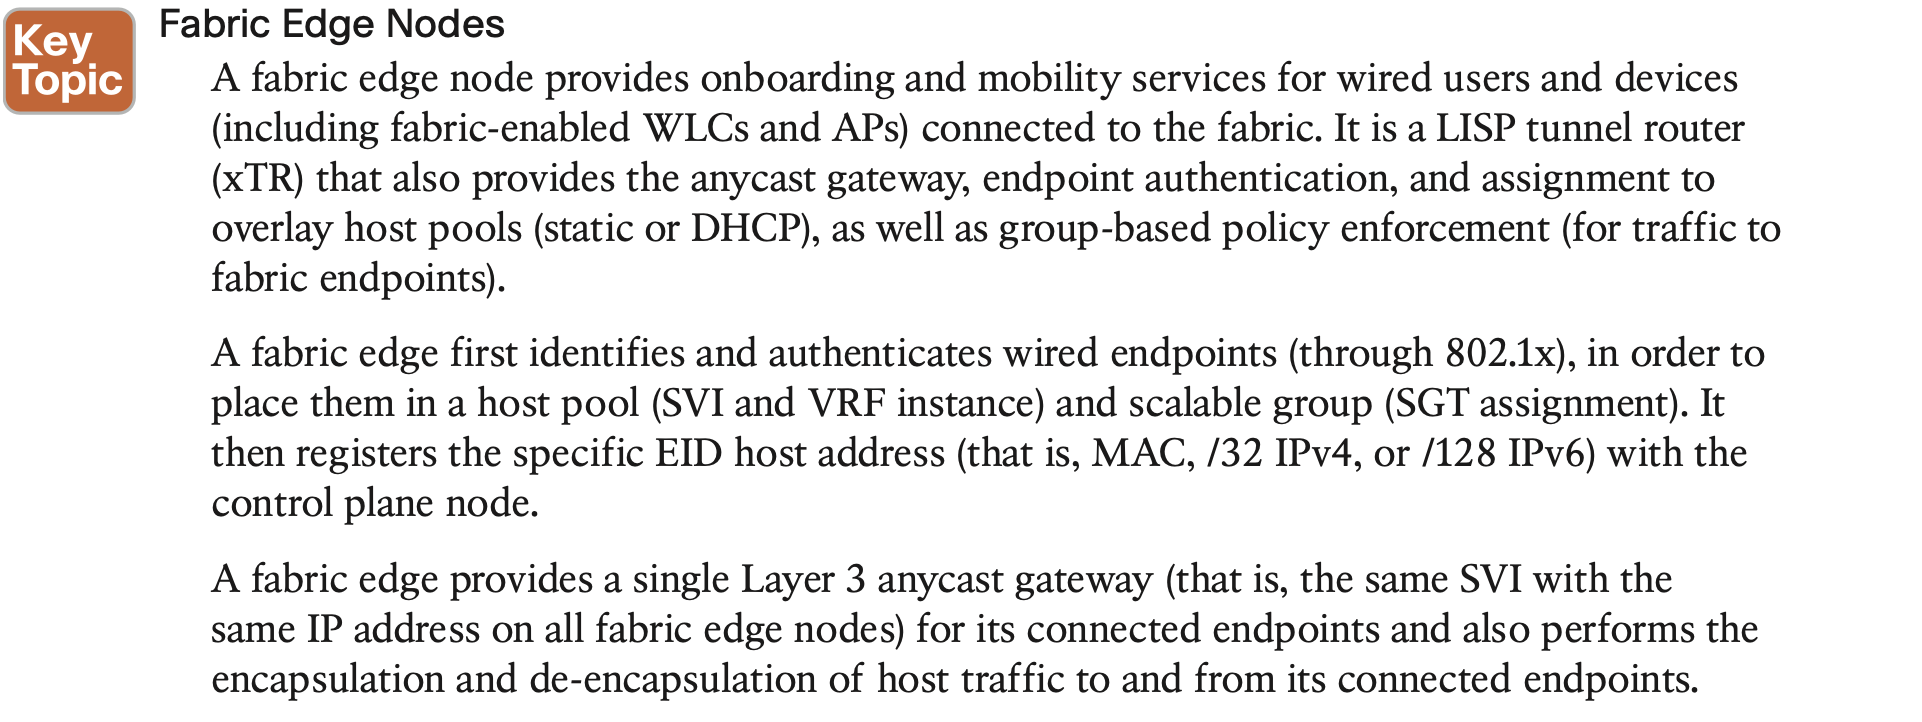 Key
Topic
Fabric Edge Nodes
A fabric edge node provides onboarding and mobility services for wired users and devices
(including fabric-enabled WLCs and APs) connected to the fabric. It is a LISP tunnel router
(xTR) that also provides the anycast gateway, endpoint authentication, and assignment to
overlay host pools (static or DHCP), as well as group-based policy enforcement (for traffic to
fabric endpoints).
A fabric edge first identifies and authenticates wired endpoints (through 802.1x), in order to
place them in a host pool (SVI and VRF instance) and scalable group (SGT assignment). It
then registers the specific EID host address (that is, MAC, /32 IPv4, or /128 IPv6) with the
control plane node.
A fabric edge provides a single Layer 3 anycast gateway (that is, the same SVI with the
same IP address on all fabric edge nodes) for its connected endpoints and also performs the
encapsulation and de-encapsulation of host traffic to and from its connected endpoints.